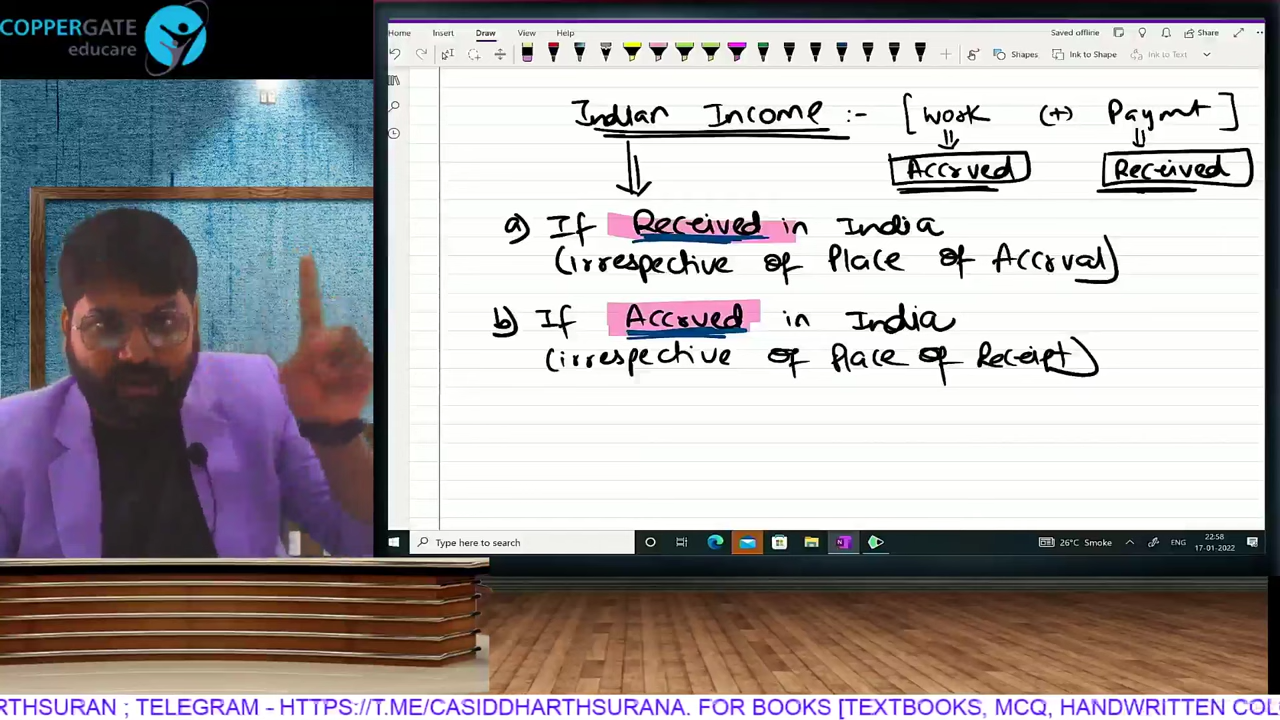 COPPERGATE
educare
Home Insert Draw View Help
Saved offline
Share
Shapes
Ink to Shape
Ink to Text
Indian Income :- [Work (+) Paymt]
Accrued Received
a) If Received in India
(irrespective of Place of Accrual)
b) If Accrued in India
(irrespective of Place of Receipt)
Type here to search
26°C Smoke
ENG
22:58
17-01-2022
RTHSURAN ; TELEGRAM - HTTPS://T.ME/CASIDDHARTHSURANA. FOR BOOKS [TEXTBOOKS, MCQ, HANDWRITTEN COL